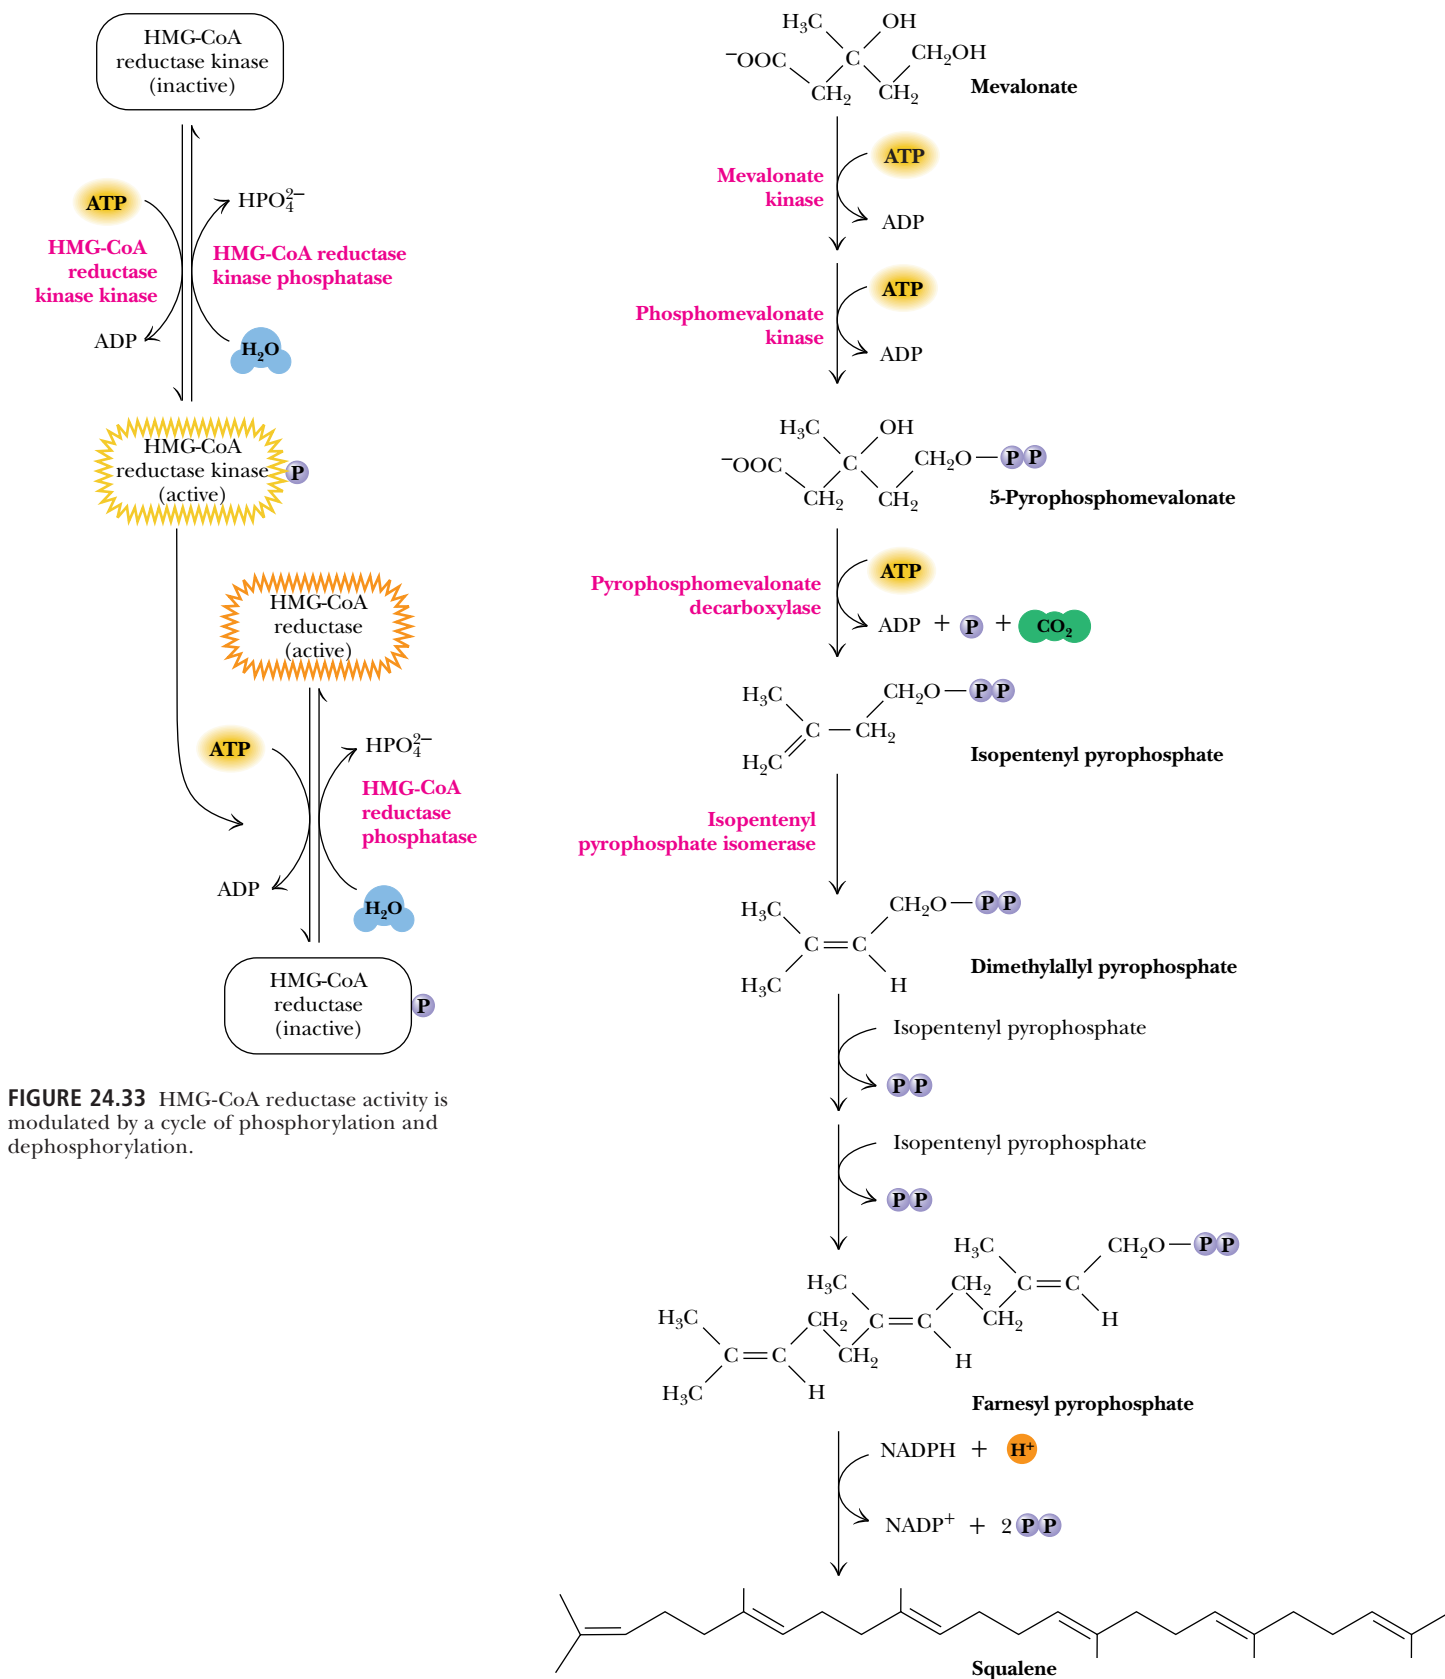 HMG-CoA
reductase kinase
(inactive)
ATP
HPO₄²⁻
HMG-CoA
reductase
kinase kinase
HMG-CoA reductase
kinase phosphatase
ADP
H₂O
HMG-CoA
reductase kinase
(active)
P
HMG-CoA
reductase
(active)
ATP
HPO₄²⁻
HMG-CoA
reductase
phosphatase
ADP
H₂O
HMG-CoA
reductase
(inactive)
P
FIGURE 24.33 HMG-CoA reductase activity is
modulated by a cycle of phosphorylation and
dephosphorylation.
H₃C OH
⁻OOC C CH₂OH
CH₂ CH₂
Mevalonate
Mevalonate
kinase
ATP
ADP
Phosphomevalonate
kinase
ATP
ADP
H₃C OH
⁻OOC C CH₂O—P P
CH₂ CH₂
5-Pyrophosphomevalonate
Pyrophosphomevalonate
decarboxylase
ATP
ADP + P + CO₂
H₃C CH₂O—P P
C—CH₂
H₂C
Isopentenyl pyrophosphate
Isopentenyl
pyrophosphate isomerase
H₃C CH₂O—P P
C=C
H₃C H
Dimethylallyl pyrophosphate
Isopentenyl pyrophosphate
P P
Isopentenyl pyrophosphate
P P
H₃C CH₂O—P P
H₃C CH₂ C=C
H₃C CH₂ C=C CH₂ H
C=C CH₂ H
H₃C H
Farnesyl pyrophosphate
NADPH + H⁺
NADP⁺ + 2 P P
Squalene